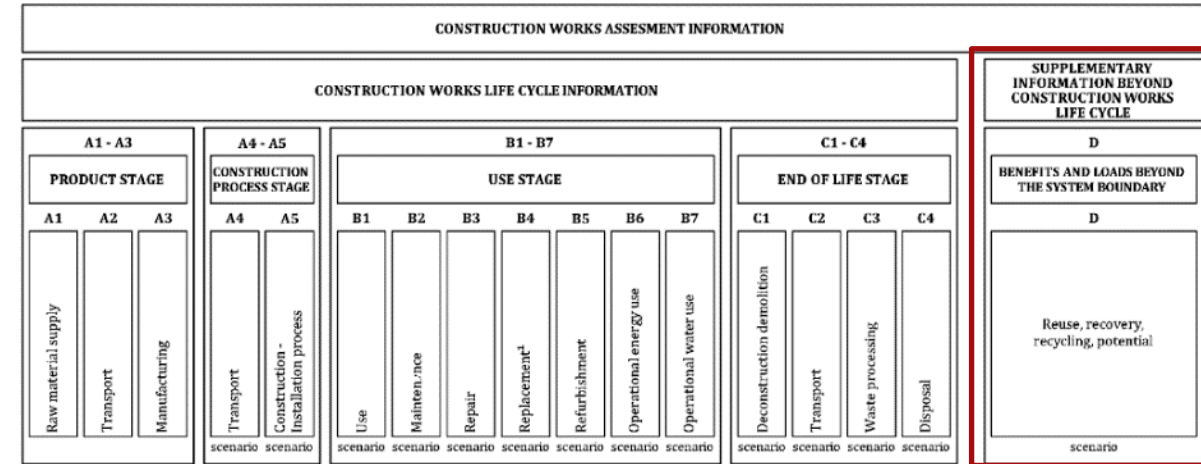 CONSTRUCTION WORKS ASSESMENT INFORMATION
CONSTRUCTION WORKS LIFE CYCLE INFORMATION
SUPPLEMENTARY
INFORMATION BEYOND
CONSTRUCTION WORKS
LIFE CYCLE
A1 - A3
PRODUCT STAGE
A1 A2 A3
Raw material supply
Transport
Manufacturing
A4 - A5
CONSTRUCTION
PROCESS STAGE
A4 A5
Transport
Construction -
Installation process
scenario scenario
B1 - B7
USE STAGE
B1 B2 B3 B4 B5 B6 B7
Use
Maintenance
Repair
Replacement¹
Refurbishment
Operational energy use
Operational water use
scenario scenario scenario scenario scenario scenario scenario
C1 - C4
END OF LIFE STAGE
C1 C2 C3 C4
Deconstruction demolition
Transport
Waste processing
Disposal
scenario scenario scenario scenario
D
BENEFITS AND LOADS BEYOND
THE SYSTEM BOUNDARY
D
Reuse, recovery,
recycling, potential
scenario